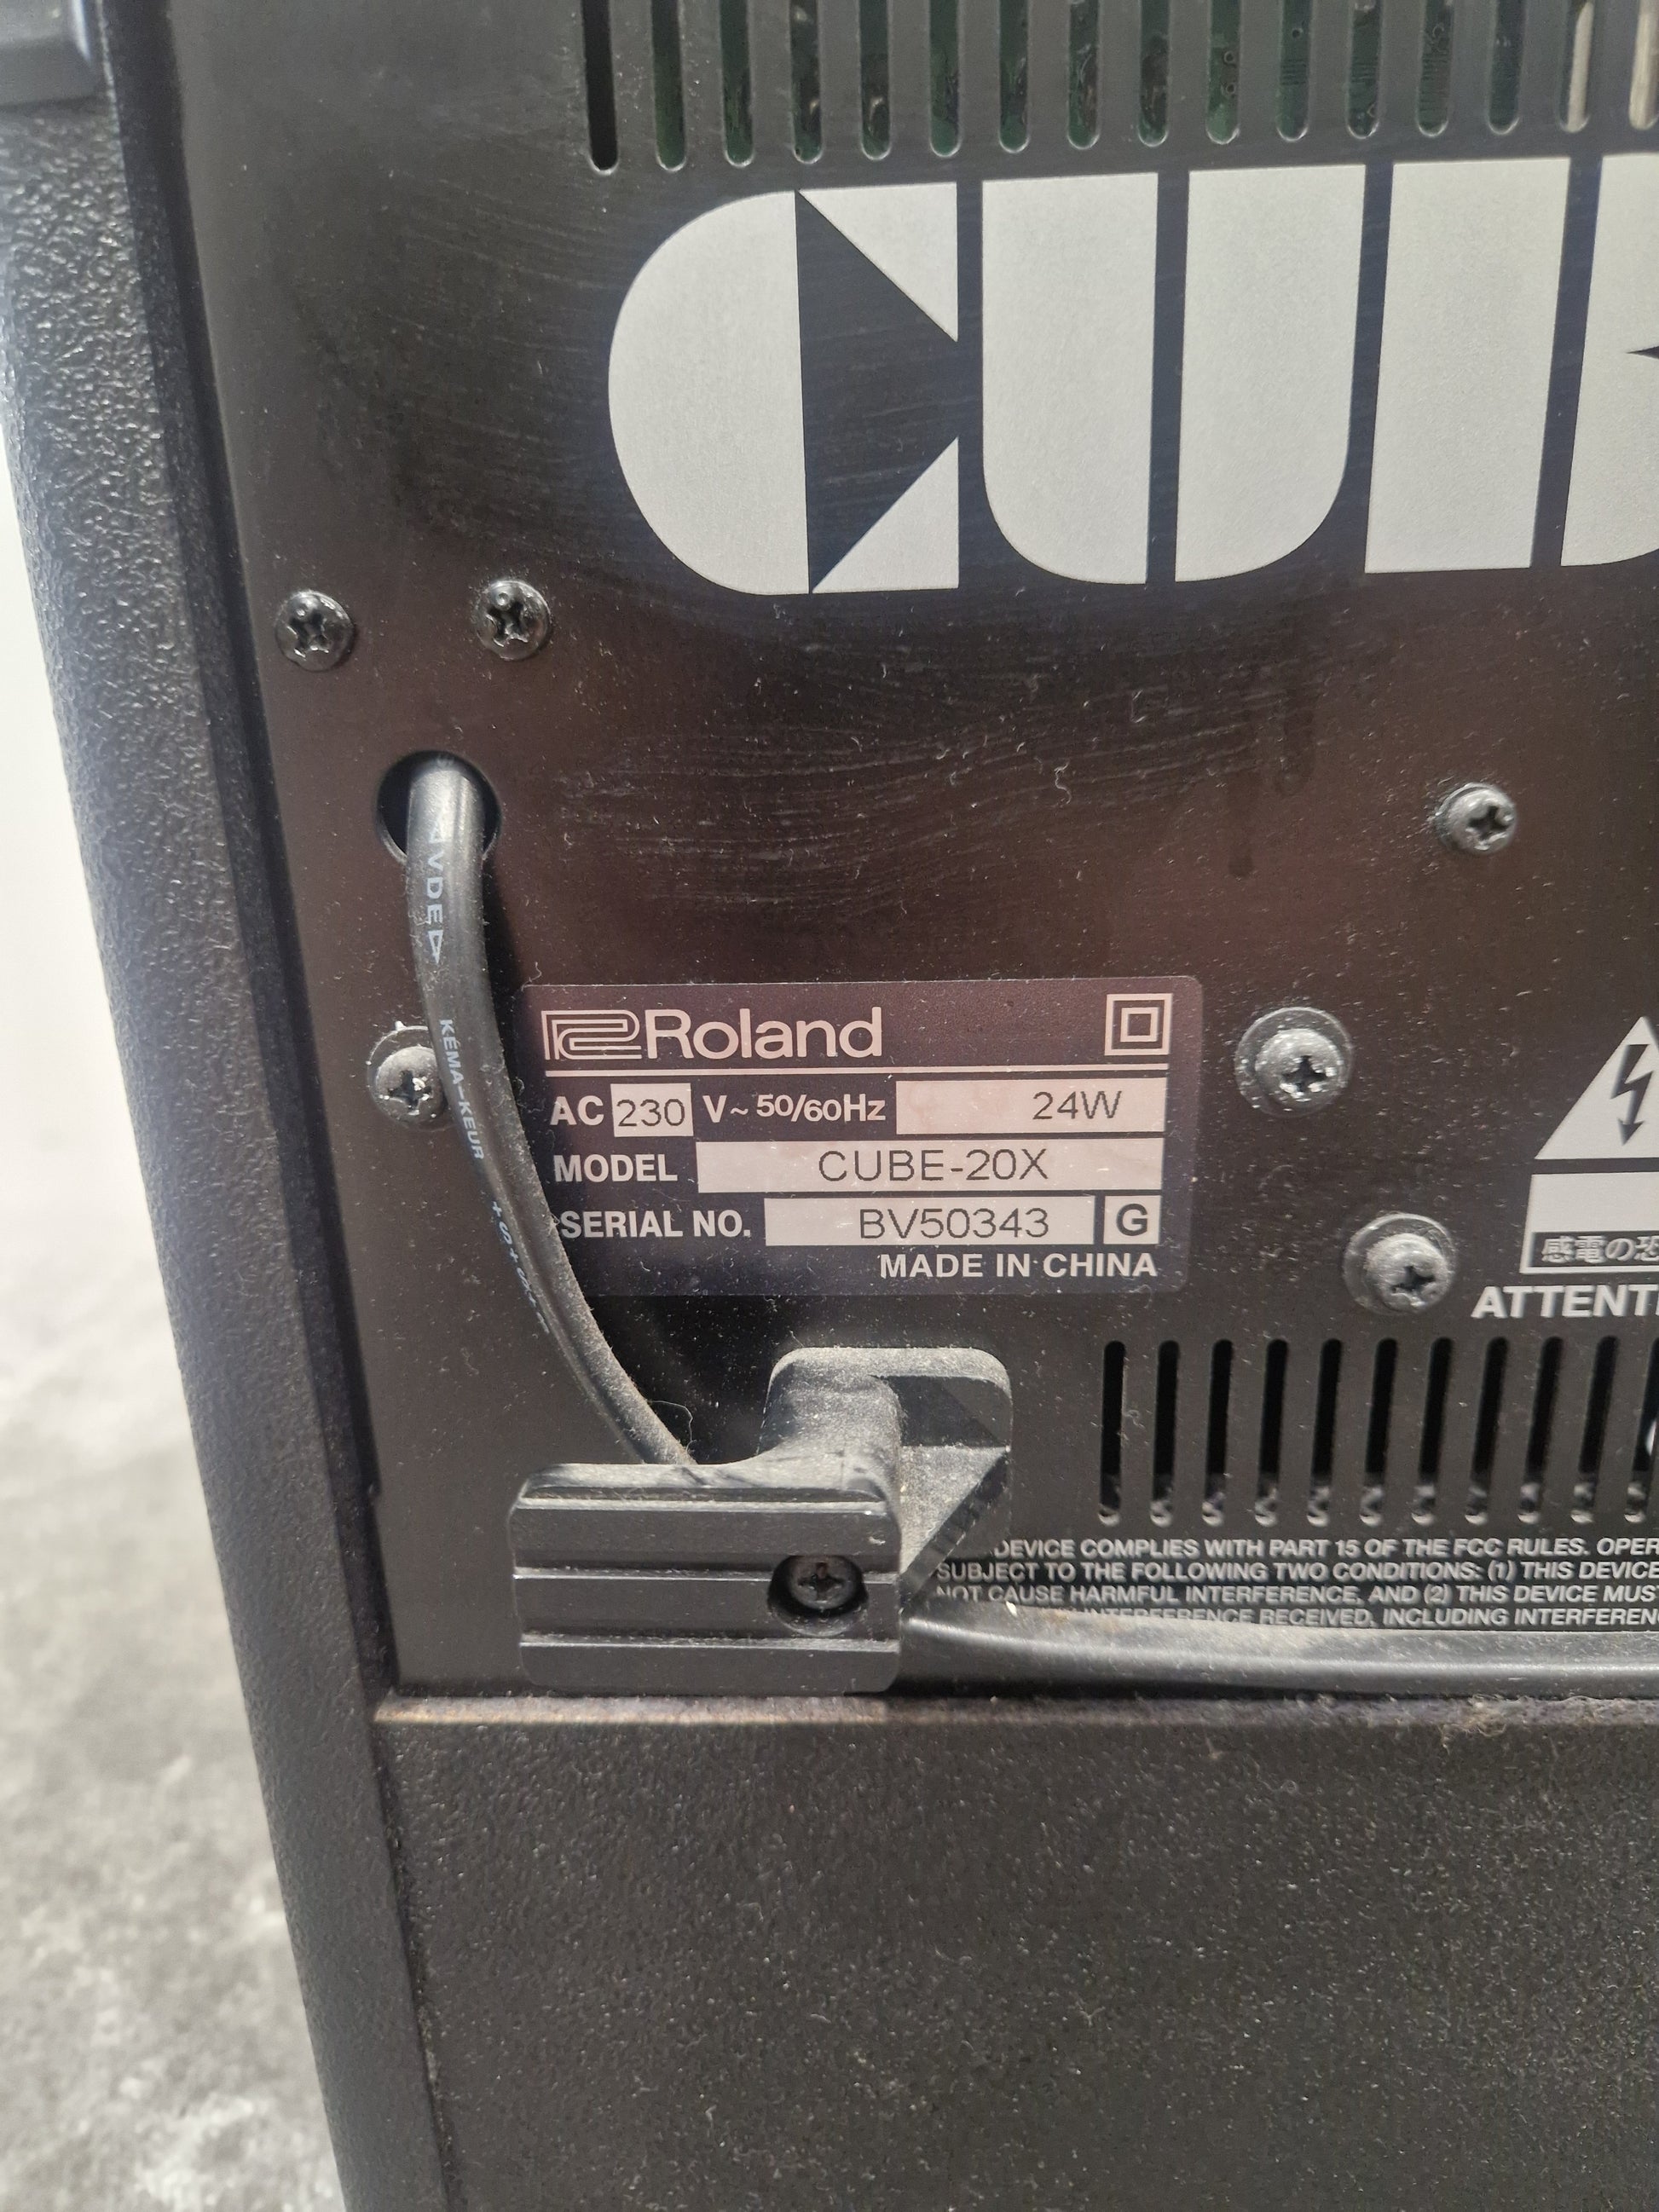 CUB
VDE
KEMA-KEUR
Roland
AC 230 V~ 50/60Hz 24W
MODEL CUBE-20X
SERIAL NO. BV50343 G
MADE IN CHINA
感電の恐
ATTENT
DEVICE COMPLIES WITH PART 15 OF THE FCC RULES. OPER
SUBJECT TO THE FOLLOWING TWO CONDITIONS: (1) THIS DEVICE
NOT CAUSE HARMFUL INTERFERENCE, AND (2) THIS DEVICE MUS
INTERFERENCE RECEIVED, INCLUDING INTERFEREN